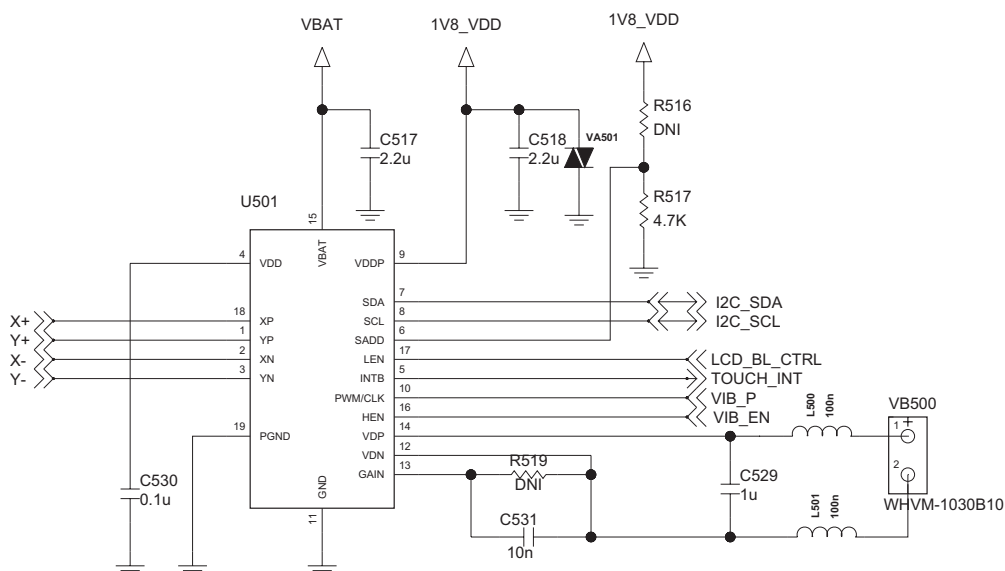 VBAT
1V8_VDD
1V8_VDD
R516
DNI
C517
2.2u
C518
2.2u
VA501
R517
4.7K
U501
15
VBAT
4
VDD
VDDP
9
SDA
7
I2C_SDA
X+
18
XP
SCL
8
I2C_SCL
Y+
1
YP
SADD
6
X-
2
XN
LEN
17
LCD_BL_CTRL
Y-
3
YN
INTB
5
TOUCH_INT
PWM/CLK
10
VIB_P
HEN
16
VIB_EN
L500
100n
VB500
19
PGND
VDP
14
1
+
VDN
12
GAIN
13
R519
DNI
2
C530
0.1u
GND
11
C529
1u
L501
100n
WHVM-1030B10
C531
10n